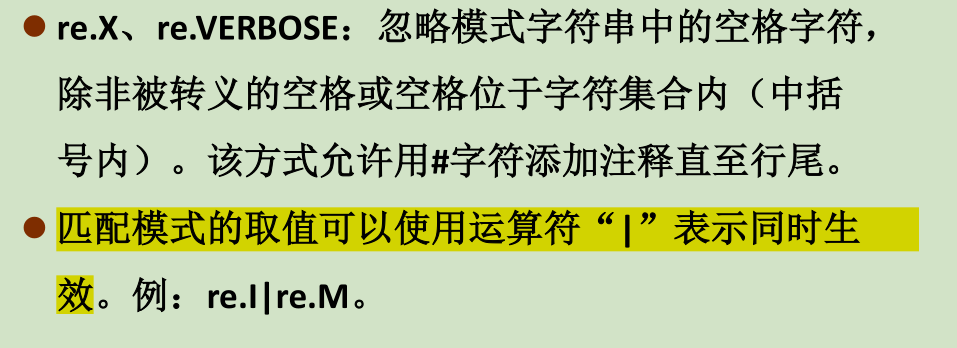 ● re.X、re.VERBOSE：忽略模式字符串中的空格字符，
除非被转义的空格或空格位于字符集合内（中括
号内）。该方式允许用#字符添加注释直至行尾。
● 匹配模式的取值可以使用运算符“|”表示同时生
效。例：re.I|re.M。